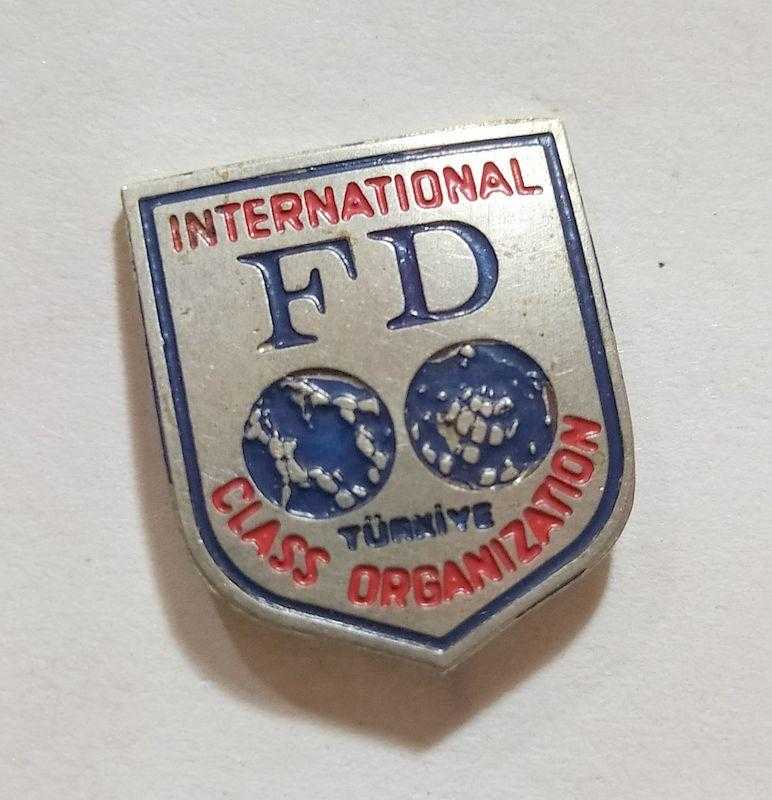 INTERNATIONAL
FD
TÜRKİYE
CLASS ORGANIZATION